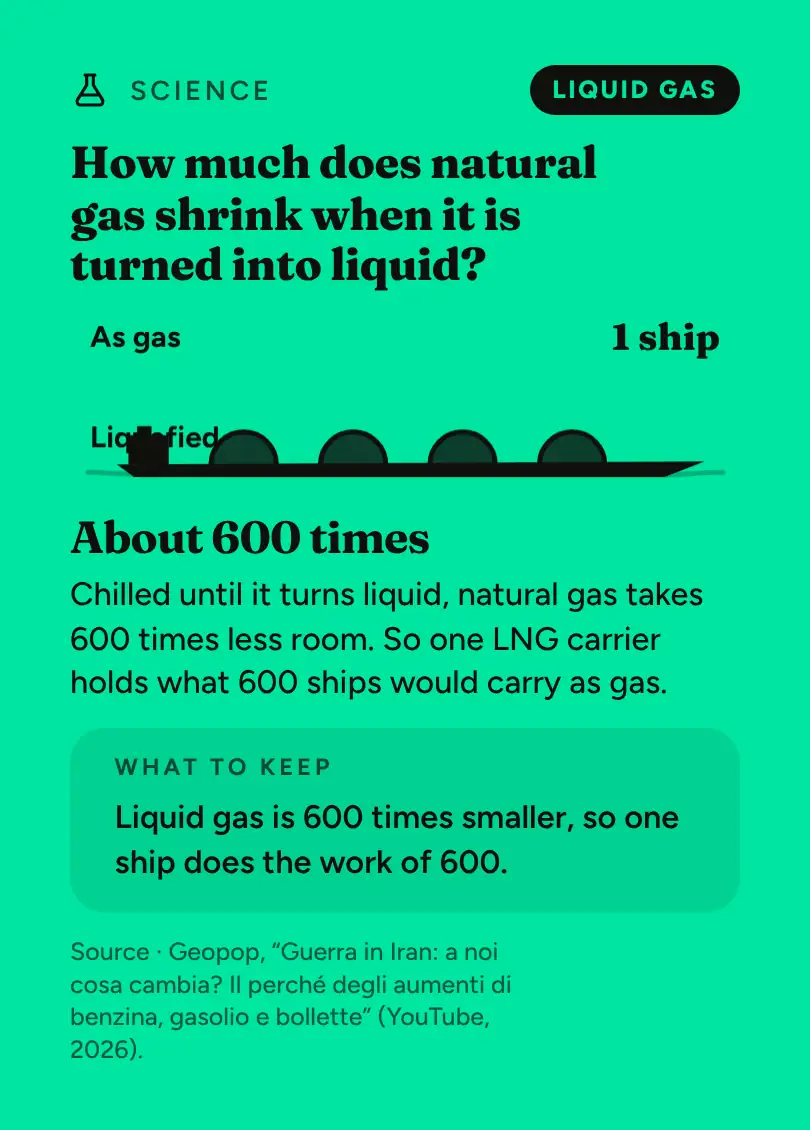 SCIENCE
LIQUID GAS
How much does natural
gas shrink when it is
turned into liquid?
As gas
1 ship
Liquefied
About 600 times
Chilled until it turns liquid, natural gas takes
600 times less room. So one LNG carrier
holds what 600 ships would carry as gas.
WHAT TO KEEP
Liquid gas is 600 times smaller, so one
ship does the work of 600.
Source · Geopop, “Guerra in Iran: a noi
cosa cambia? Il perché degli aumenti di
benzina, gasolio e bollette” (YouTube,
2026).